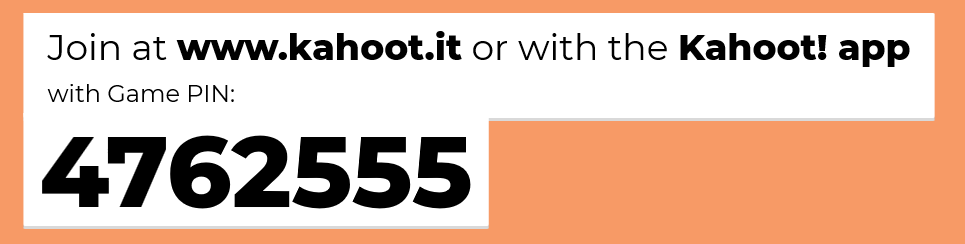 Join at www.kahoot.it or with the Kahoot! app
with Game PIN:
4762555